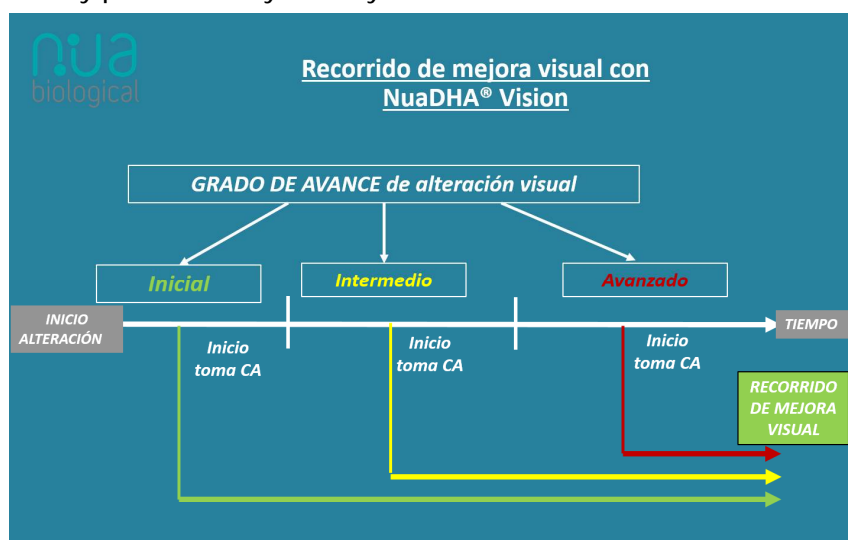 nua
biological
Recorrido de mejora visual con
NuaDHA® Vision
GRADO DE AVANCE de alteración visual
Inicial
Intermedio
Avanzado
INICIO
ALTERACIÓN
TIEMPO
Inicio
toma CA
Inicio
toma CA
Inicio
toma CA
RECORRIDO
DE MEJORA
VISUAL